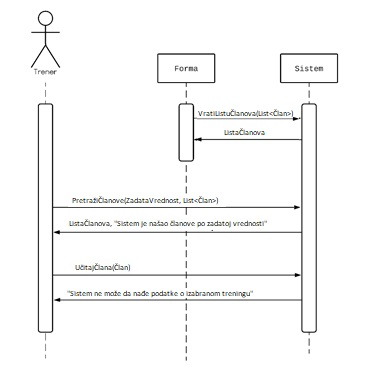 Trener
Forma
Sistem
VratiListuČlanova(List<Član>)
ListaČlanova
PretražiČlanove(ZadataVrednost, List<Član>)
ListaČlanova, "Sistem je našao članove po zadatoj vrednosti"
UčitajČlana(Član)
"Sistem ne može da nađe podatke o izabranom treningu"